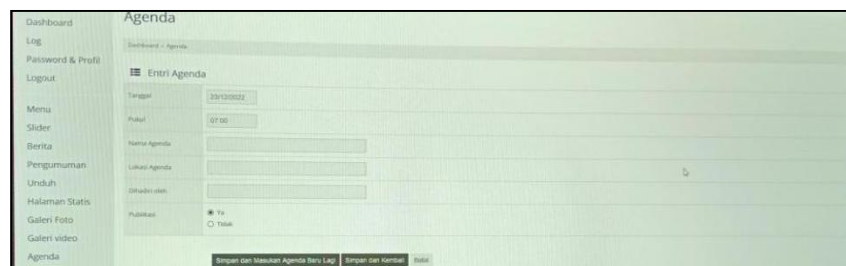 Agenda
Dashboard
Log
Password & Profil
Logout
Menu
Slider
Berita
Pengumuman
Unduh
Halaman Statis
Galeri Foto
Galeri video
Agenda
Dashboard > Agenda
Entri Agenda
Tanggal 23/12/2022
Pukul 07:00
Nama Agenda
Lokasi Agenda
Dihadiri oleh
Publikasi Ya
Tidak
Simpan dan Masukan Agenda Baru Lagi Simpan dan Kembali Batal